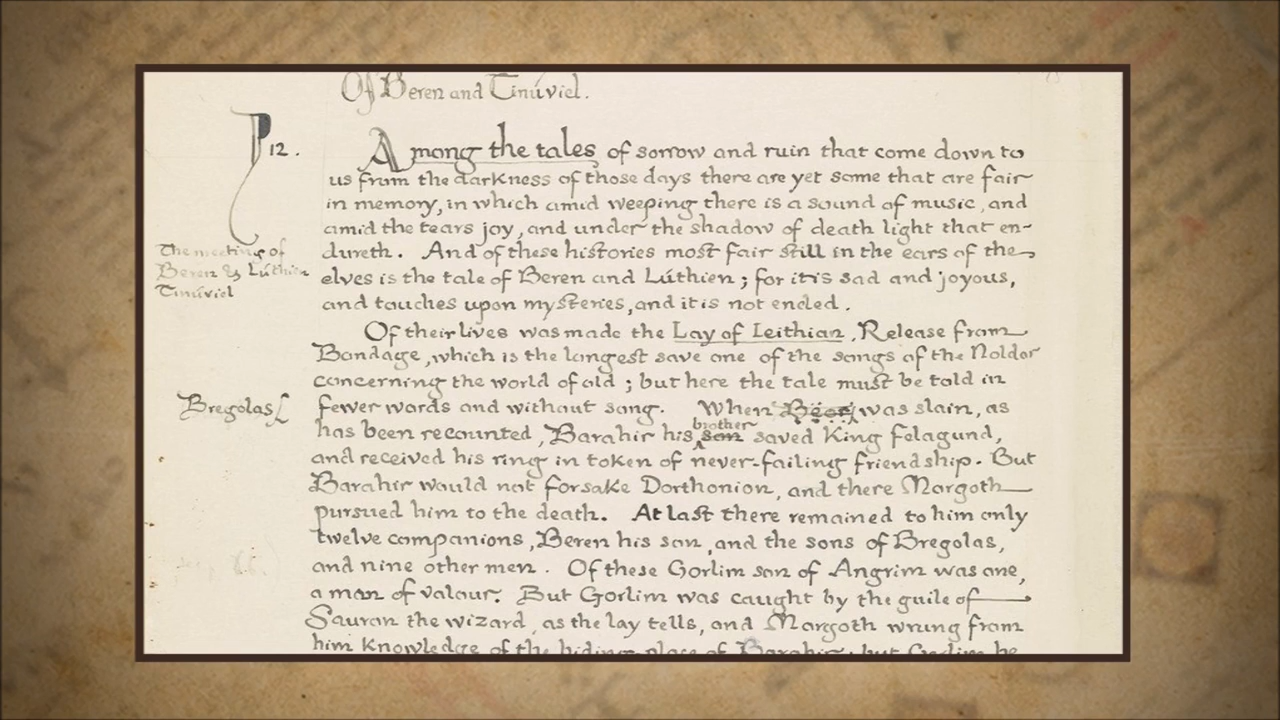 Of Beren and Tinúviel.
12.
Among the tales of sorrow and ruin that come down to
us from the darkness of those days there are yet some that are fair
in memory, in which amid weeping there is a sound of music, and
amid the tears joy, and under the shadow of death light that en-
dureth. And of these histories most fair still in the ears of the
elves is the tale of Beren and Lúthien; for it is sad and joyous,
and touches upon mysteries, and it is not ended.
The meeting of
Beren & Lúthien
Tinúviel
Of their lives was made the Lay of Leithian, Release from
Bondage, which is the longest save one of the songs of the Noldor
concerning the world of old; but here the tale must be told in
Bregolas
fewer words and without song. When Bëor was slain, as
brother
has been recounted, Barahir his son saved King Felagund,
and received his ring in token of never-failing friendship. But
Barahir would not forsake Dorthonion, and there Morgoth
pursued him to the death. At last there remained to him only
twelve companions, Beren his son, and the sons of Bregolas,
and nine other men. Of these Gorlim son of Angrim was one,
a man of valour. But Gorlim was caught by the guile of
Sauron the wizard, as the lay tells, and Morgoth wrung from
him knowledge of the hiding-place of Barahir; but Gorlim he